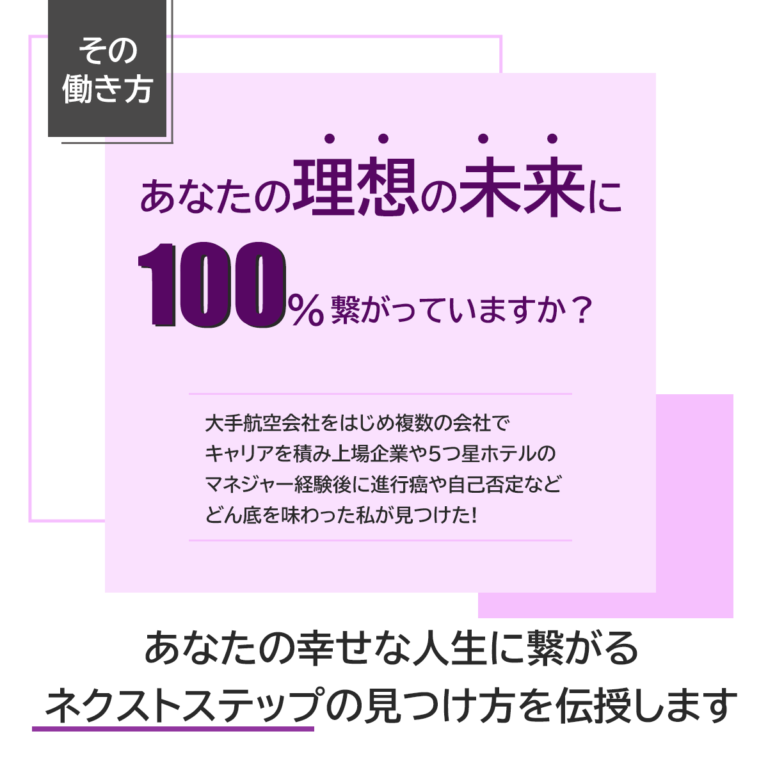 その
働き方
あなたの理想の未来に
100%繋がっていますか？
大手航空会社をはじめ複数の会社で
キャリアを積み上場企業や5つ星ホテルの
マネジャー経験後に進行癌や自己否定など
どん底を味わった私が見つけた!
あなたの幸せな人生に繋がる
ネクストステップの見つけ方を伝授します